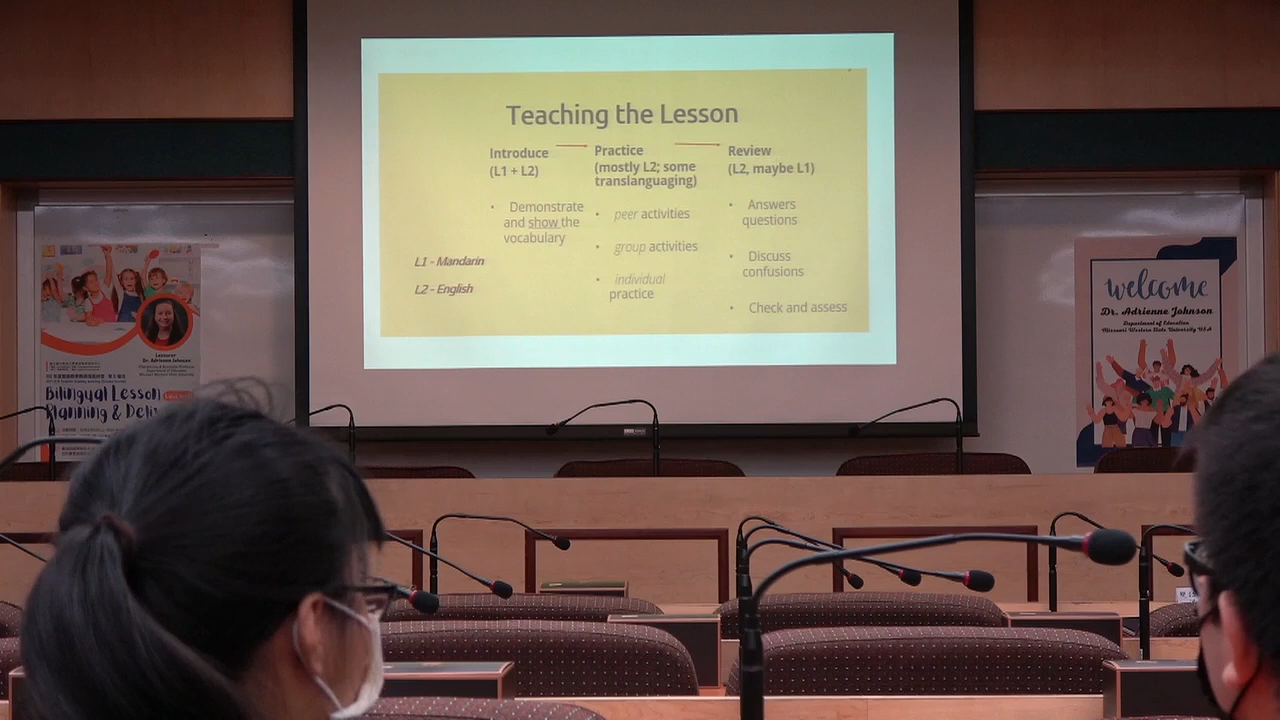 Teaching the Lesson
Introduce
(L1 + L2)
• Demonstrate
and show the
vocabulary
L1 - Mandarin
L2 - English
Practice
(mostly L2; some
translanguaging)
• peer activities
• group activities
• individual
practice
Review
(L2, maybe L1)
• Answers
questions
• Discuss
confusions
• Check and assess
Lecturer
Dr. Adrienne Johnson
Bilingual Lesson
Planning &
welcome
Dr. Adrienne Johnson
Department of Education
Missouri Western State University USA